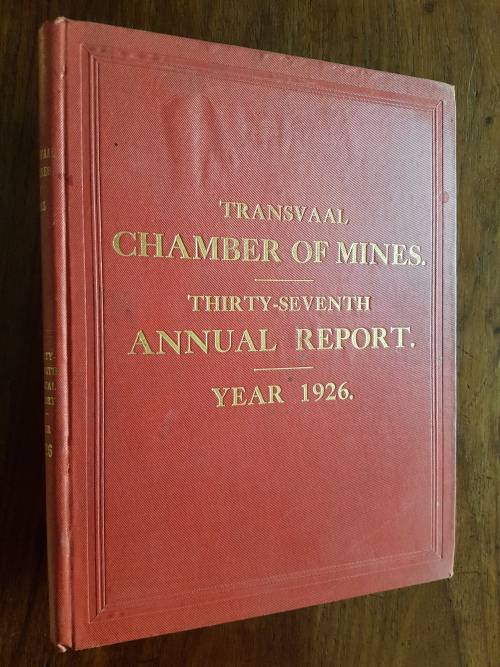 TRANSVAAL
CHAMBER OF MINES.
THIRTY-SEVENTH
ANNUAL REPORT.
YEAR 1926.